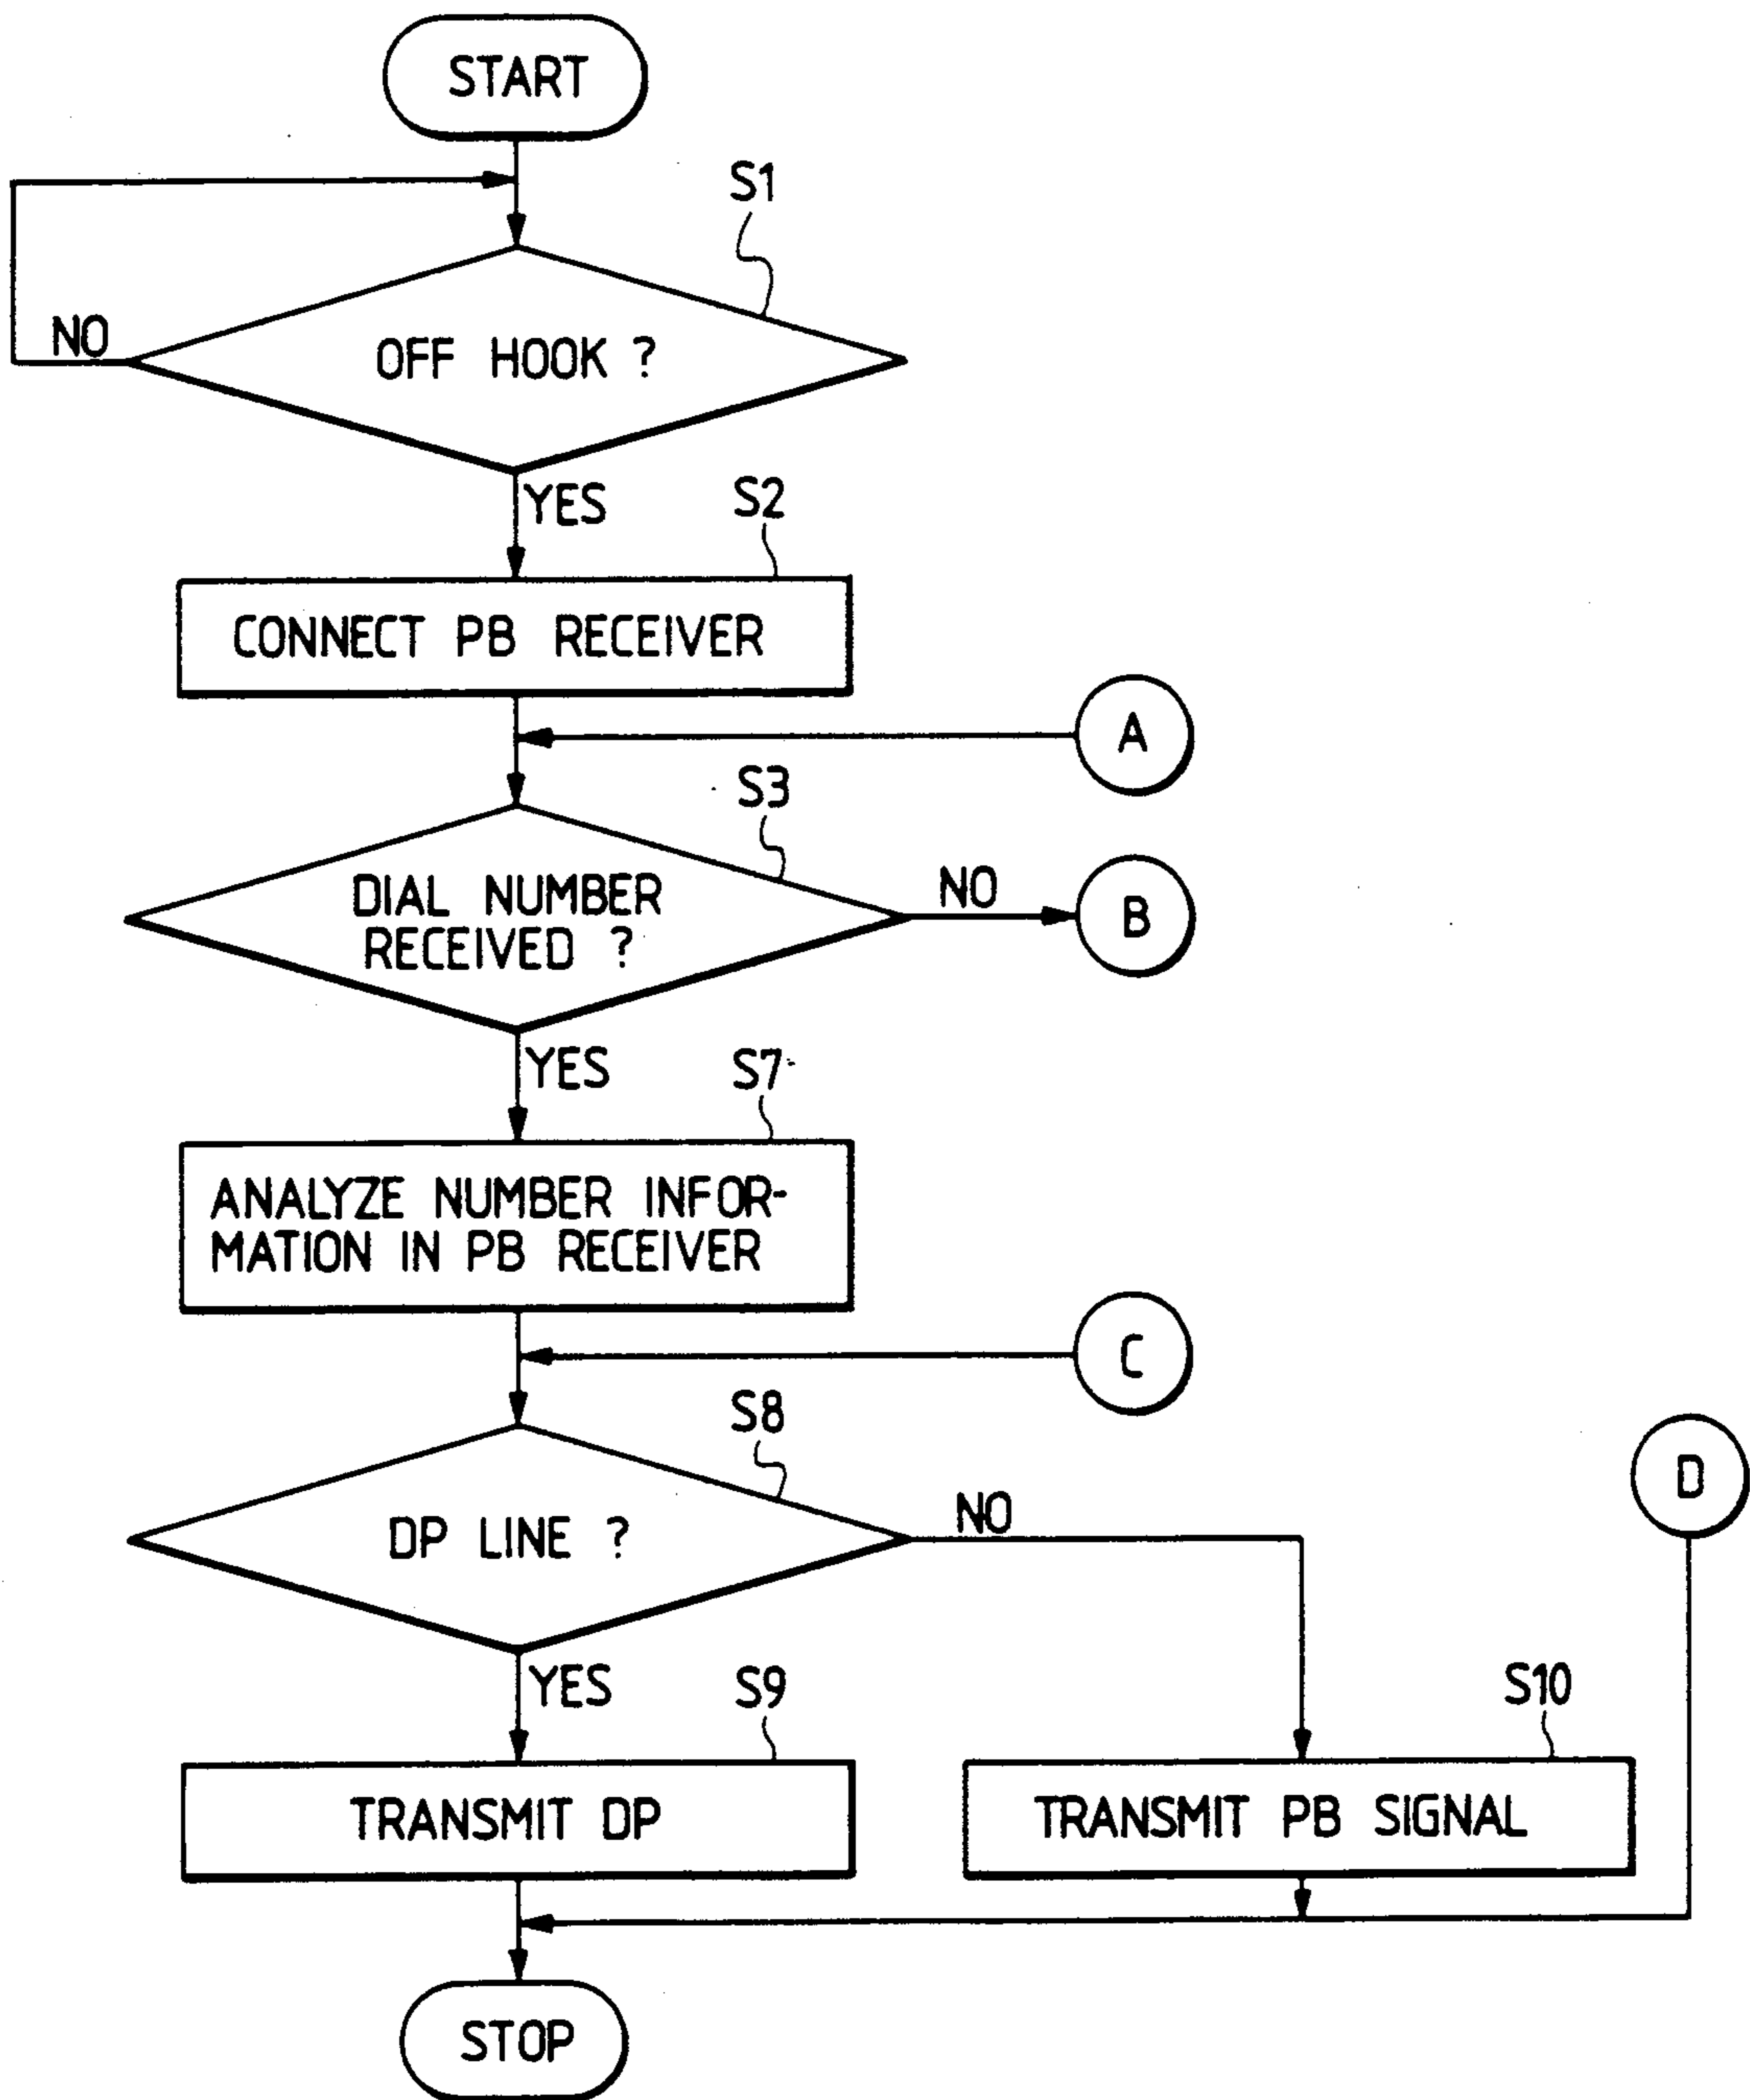 START
S1
NO
OFF HOOK ?
YES
S2
CONNECT PB RECEIVER
A
S3
DIAL NUMBER
RECEIVED ?
NO
B
YES
S7
ANALYZE NUMBER INFOR-
MATION IN PB RECEIVER
C
S8
DP LINE ?
NO
D
YES
S9
S10
TRANSMIT DP
TRANSMIT PB SIGNAL
STOP